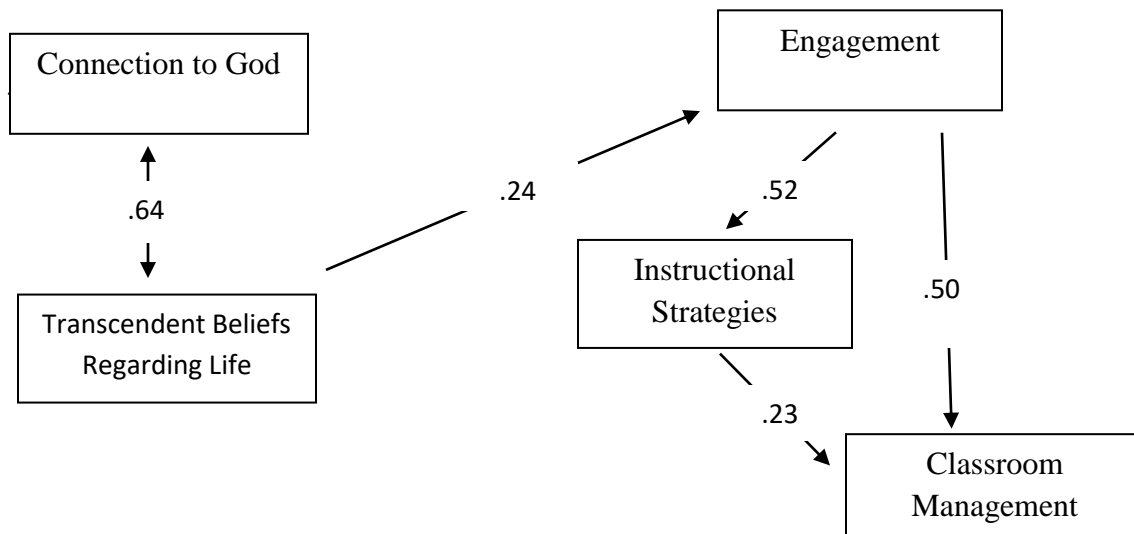 Connection to God
Engagement
.64
.24
.52
Instructional
Strategies
.50
Transcendent Beliefs
Regarding Life
.23
Classroom
Management